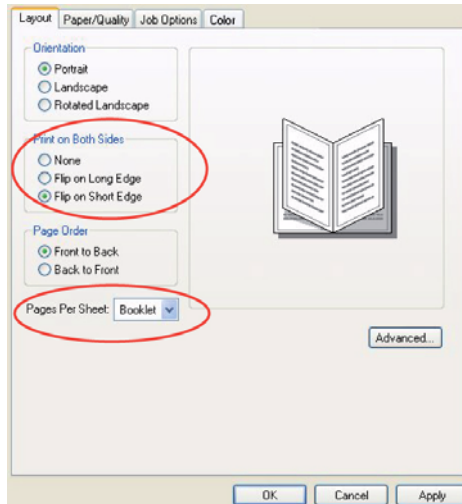 Layout Paper/Quality Job Options Color
Orientation
Portrait
Landscape
Rotated Landscape
Print on Both Sides
None
Flip on Long Edge
Flip on Short Edge
Page Order
Front to Back
Back to Front
Pages Per Sheet: Booklet
Advanced...
OK Cancel Apply